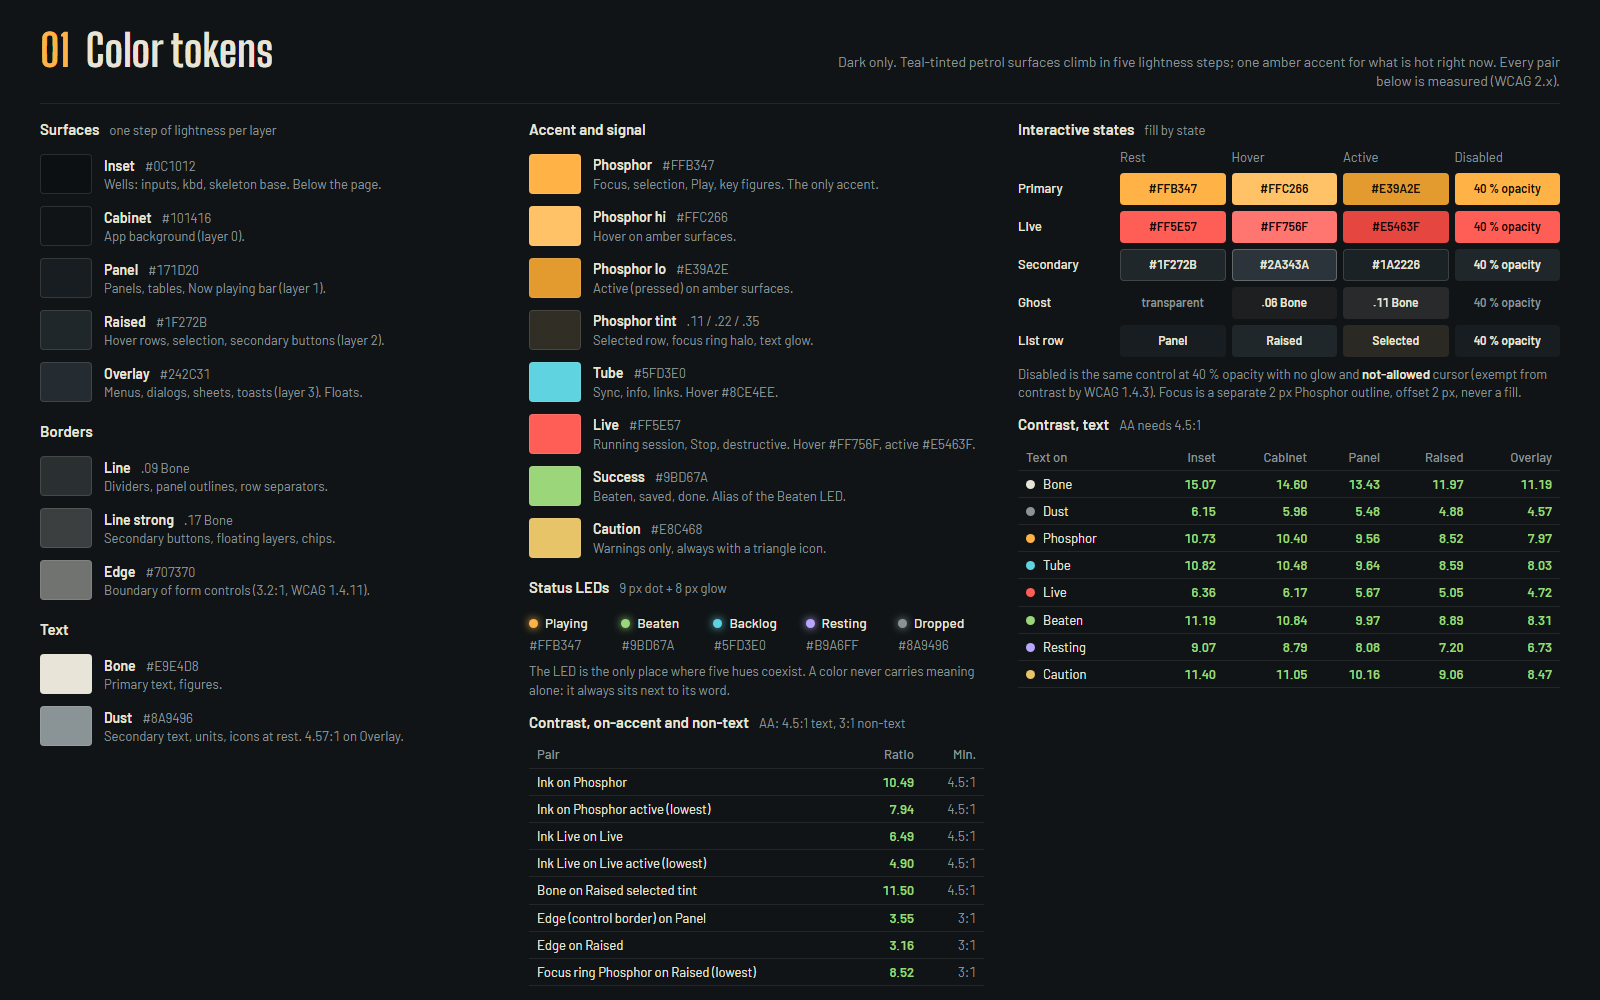 01 Color tokens
Dark only. Teal-tinted petrol surfaces climb in five lightness steps; one amber accent for what is hot right now. Every pair
below is measured (WCAG 2.x).
Surfaces one step of lightness per layer
Inset #0C1012
Wells: inputs, kbd, skeleton base. Below the page.
Cabinet #101416
App background (layer 0).
Panel #171D20
Panels, tables, Now playing bar (layer 1).
Raised #1F272B
Hover rows, selection, secondary buttons (layer 2).
Overlay #242C31
Menus, dialogs, sheets, toasts (layer 3). Floats.
Borders
Line .09 Bone
Dividers, panel outlines, row separators.
Line strong .17 Bone
Secondary buttons, floating layers, chips.
Edge #707370
Boundary of form controls (3.2:1, WCAG 1.4.11).
Text
Bone #E9E4D8
Primary text, figures.
Dust #8A9496
Secondary text, units, icons at rest. 4.57:1 on Overlay.
Accent and signal
Phosphor #FFB347
Focus, selection, Play, key figures. The only accent.
Phosphor hi #FFC266
Hover on amber surfaces.
Phosphor lo #E39A2E
Active (pressed) on amber surfaces.
Phosphor tint .11 / .22 / .35
Selected row, focus ring halo, text glow.
Tube #5FD3E0
Sync, info, links. Hover #8CE4EE.
Live #FF5E57
Running session, Stop, destructive. Hover #FF756F, active #E5463F.
Success #9BD67A
Beaten, saved, done. Alias of the Beaten LED.
Caution #E8C468
Warnings only, always with a triangle icon.
Status LEDs 9 px dot + 8 px glow
Playing Beaten Backlog Resting Dropped
#FFB347 #9BD67A #5FD3E0 #B9A6FF #8A9496
The LED is the only place where five hues coexist. A color never carries meaning
alone: it always sits next to its word.
Contrast, on-accent and non-text AA: 4.5:1 text, 3:1 non-text
Pair Ratio Min.
Ink on Phosphor 10.49 4.5:1
Ink on Phosphor active (lowest) 7.94 4.5:1
Ink Live on Live 6.49 4.5:1
Ink Live on Live active (lowest) 4.90 4.5:1
Bone on Raised selected tint 11.50 4.5:1
Edge (control border) on Panel 3.55 3:1
Edge on Raised 3.16 3:1
Focus ring Phosphor on Raised (lowest) 8.52 3:1
Interactive states fill by state
Rest Hover Active Disabled
Primary #FFB347 #FFC266 #E39A2E 40 % opacity
Live #FF5E57 #FF756F #E5463F 40 % opacity
Secondary #1F272B #2A343A #1A2226 40 % opacity
Ghost transparent .06 Bone .11 Bone 40 % opacity
List row Panel Raised Selected 40 % opacity
Disabled is the same control at 40 % opacity with no glow and not-allowed cursor (exempt from
contrast by WCAG 1.4.3). Focus is a separate 2 px Phosphor outline, offset 2 px, never a fill.
Contrast, text AA needs 4.5:1
Text on Inset Cabinet Panel Raised Overlay
Bone 15.07 14.60 13.43 11.97 11.19
Dust 6.15 5.96 5.48 4.88 4.57
Phosphor 10.73 10.40 9.56 8.52 7.97
Tube 10.82 10.48 9.64 8.59 8.03
Live 6.36 6.17 5.67 5.05 4.72
Beaten 11.19 10.84 9.97 8.89 8.31
Resting 9.07 8.79 8.08 7.20 6.73
Caution 11.40 11.05 10.16 9.06 8.47